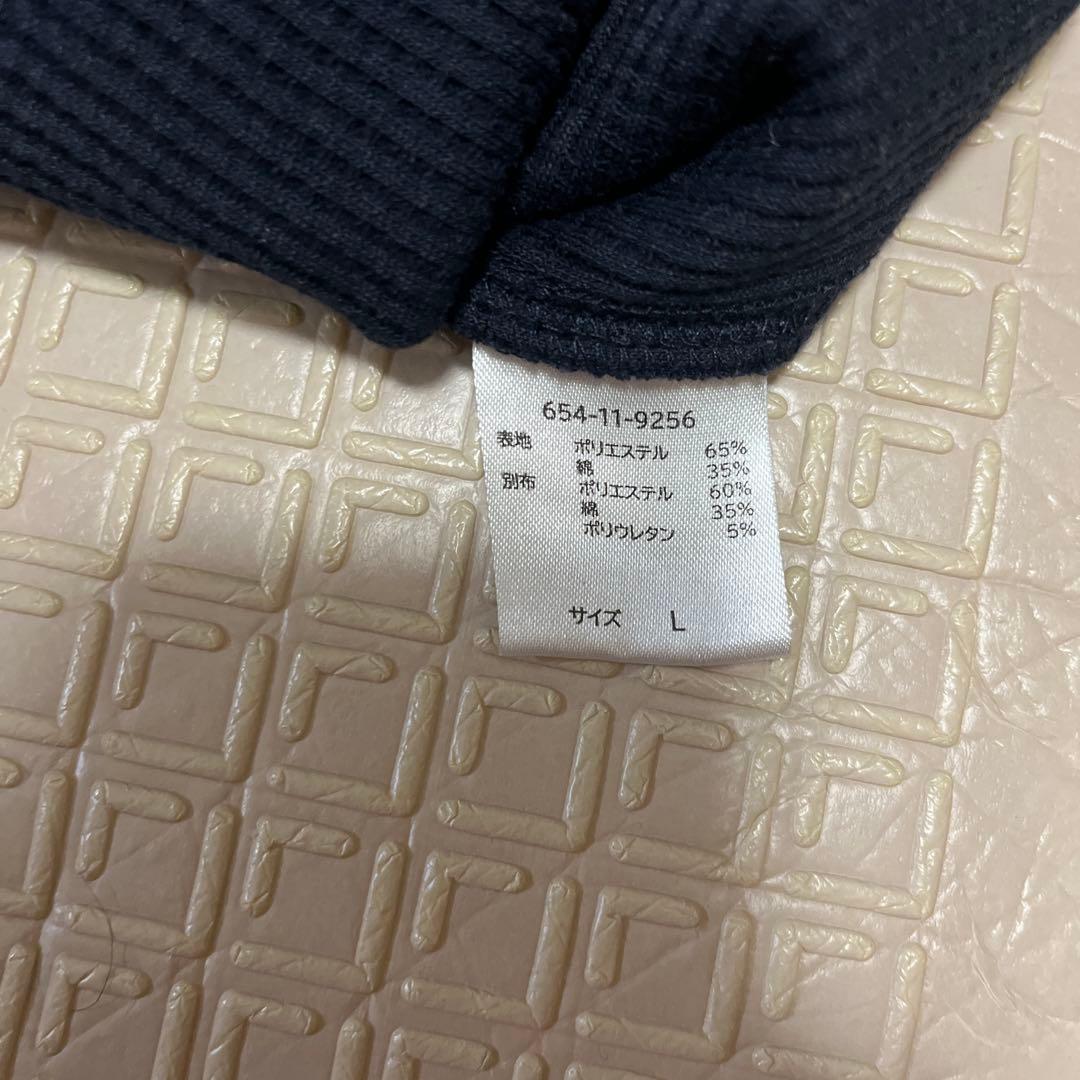 654-11-9256
表地 ポリエステル 65%
綿 35%
別布 ポリエステル 60%
綿 35%
ポリウレタン 5%
サイズ L